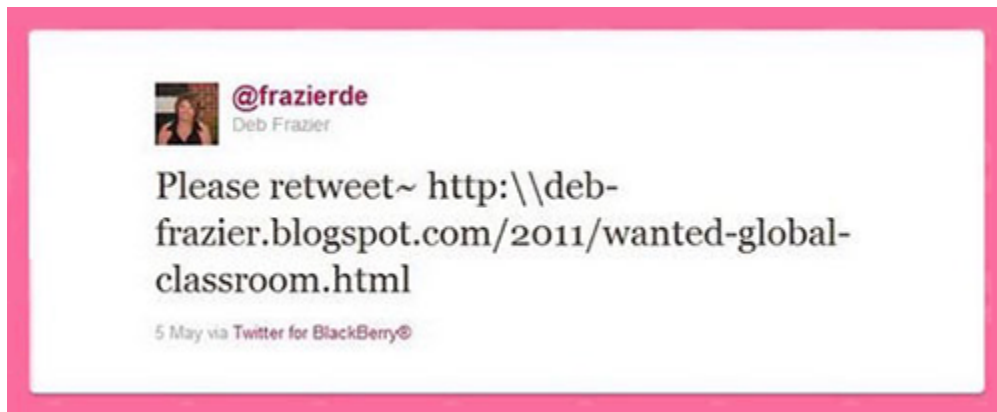 @frazierde
Deb Frazier
Please retweet~ http:\\deb-
frazier.blogspot.com/2011/wanted-global-
classroom.html
5 May via Twitter for BlackBerry®